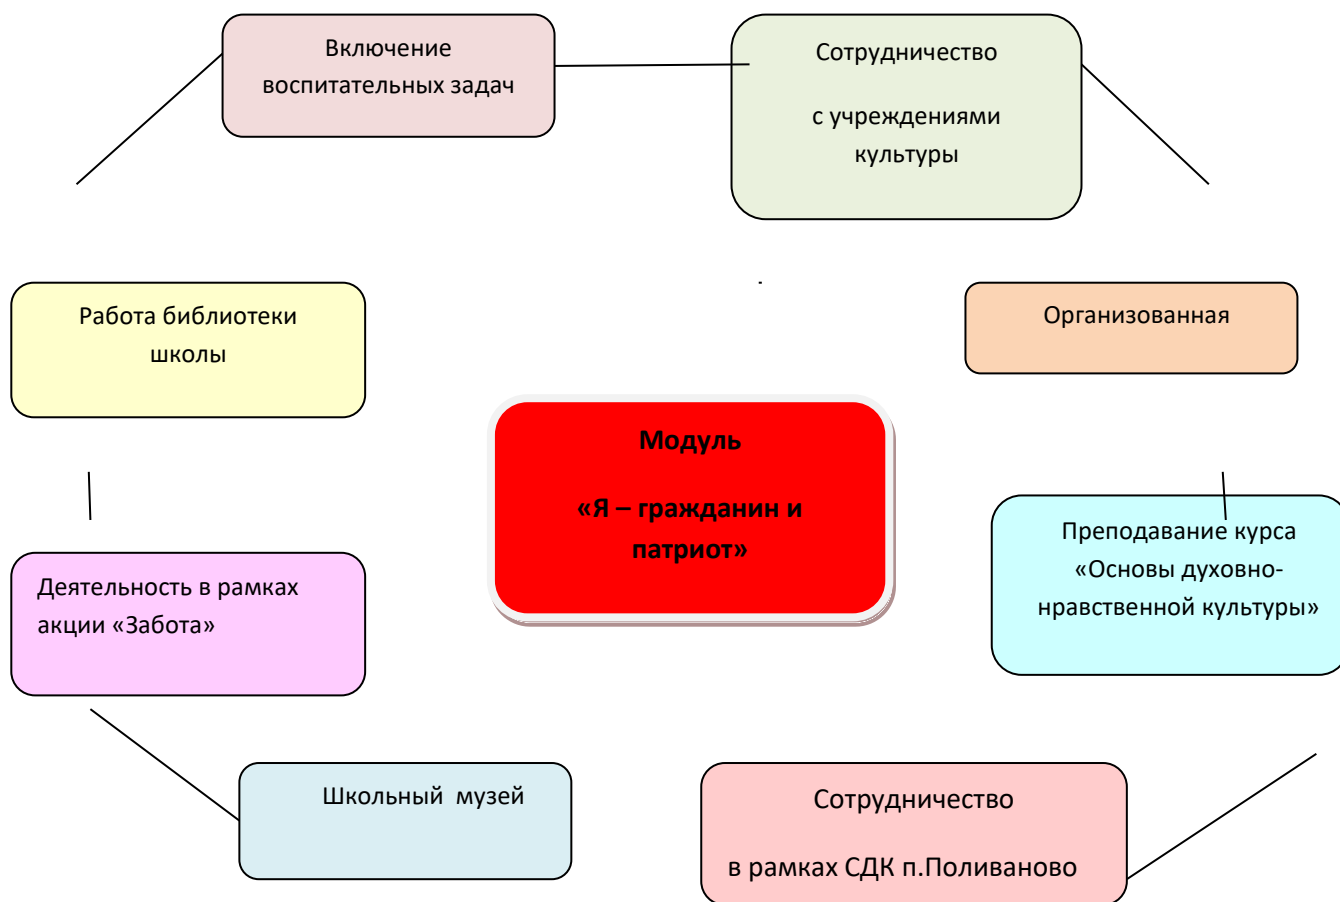 Включение
воспитательных задач
Сотрудничество
с учреждениями
культуры
Работа библиотеки
школы
Организованная
Модуль
«Я – гражданин и
патриот»
Преподавание курса
«Основы духовно-
нравственной культуры»
Деятельность в рамках
акции «Забота»
Школьный музей
Сотрудничество
в рамках СДК п.Поливаново